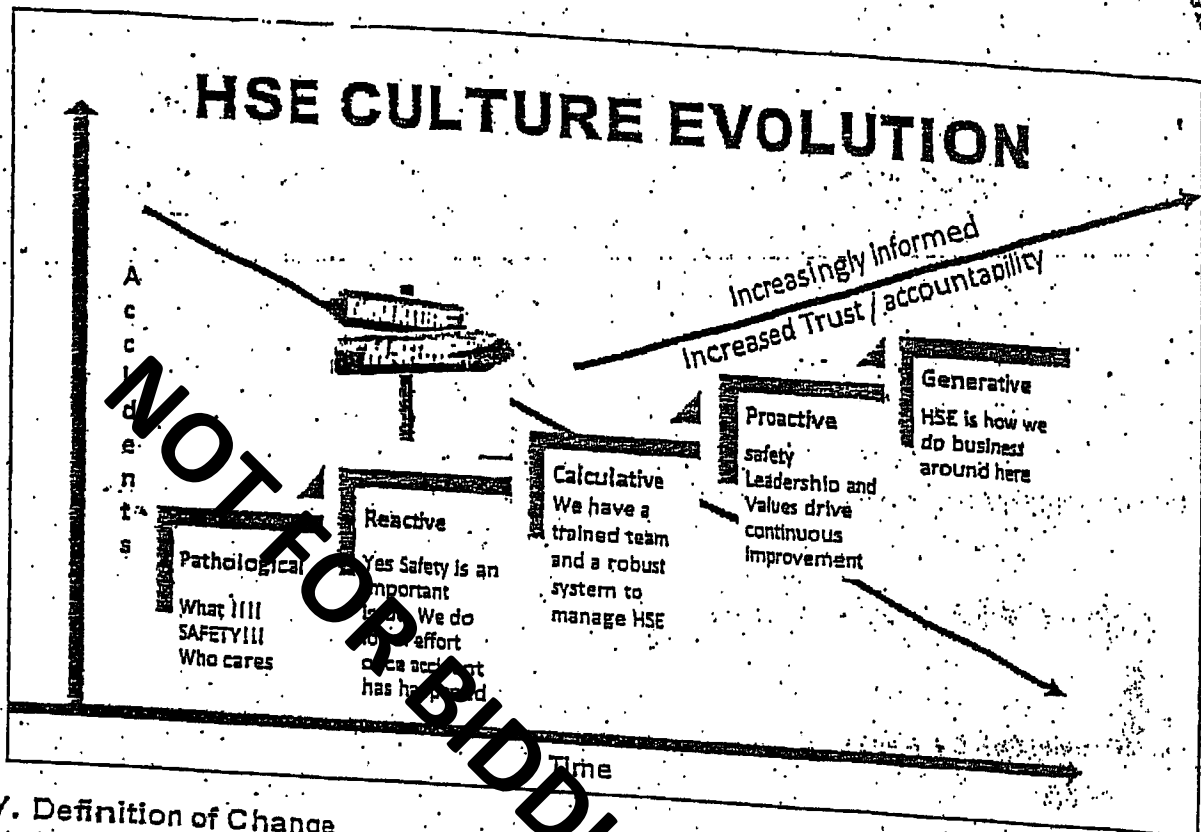 HSE CULTURE EVOLUTION
Accidents
Increasingly Informed
Increased Trust / accountability
Pathological
What !!!!
SAFETY!!!
Who cares
Reactive
Yes Safety is an
important
We do
effort
has
Calculative
We have a
trained team
and a robust
system to
manage HSE
Proactive
safety
Leadership and
Values drive
continuous
improvement
Generative
HSE is how we
do business
around here
Time
NOT FOR
Definition of Change